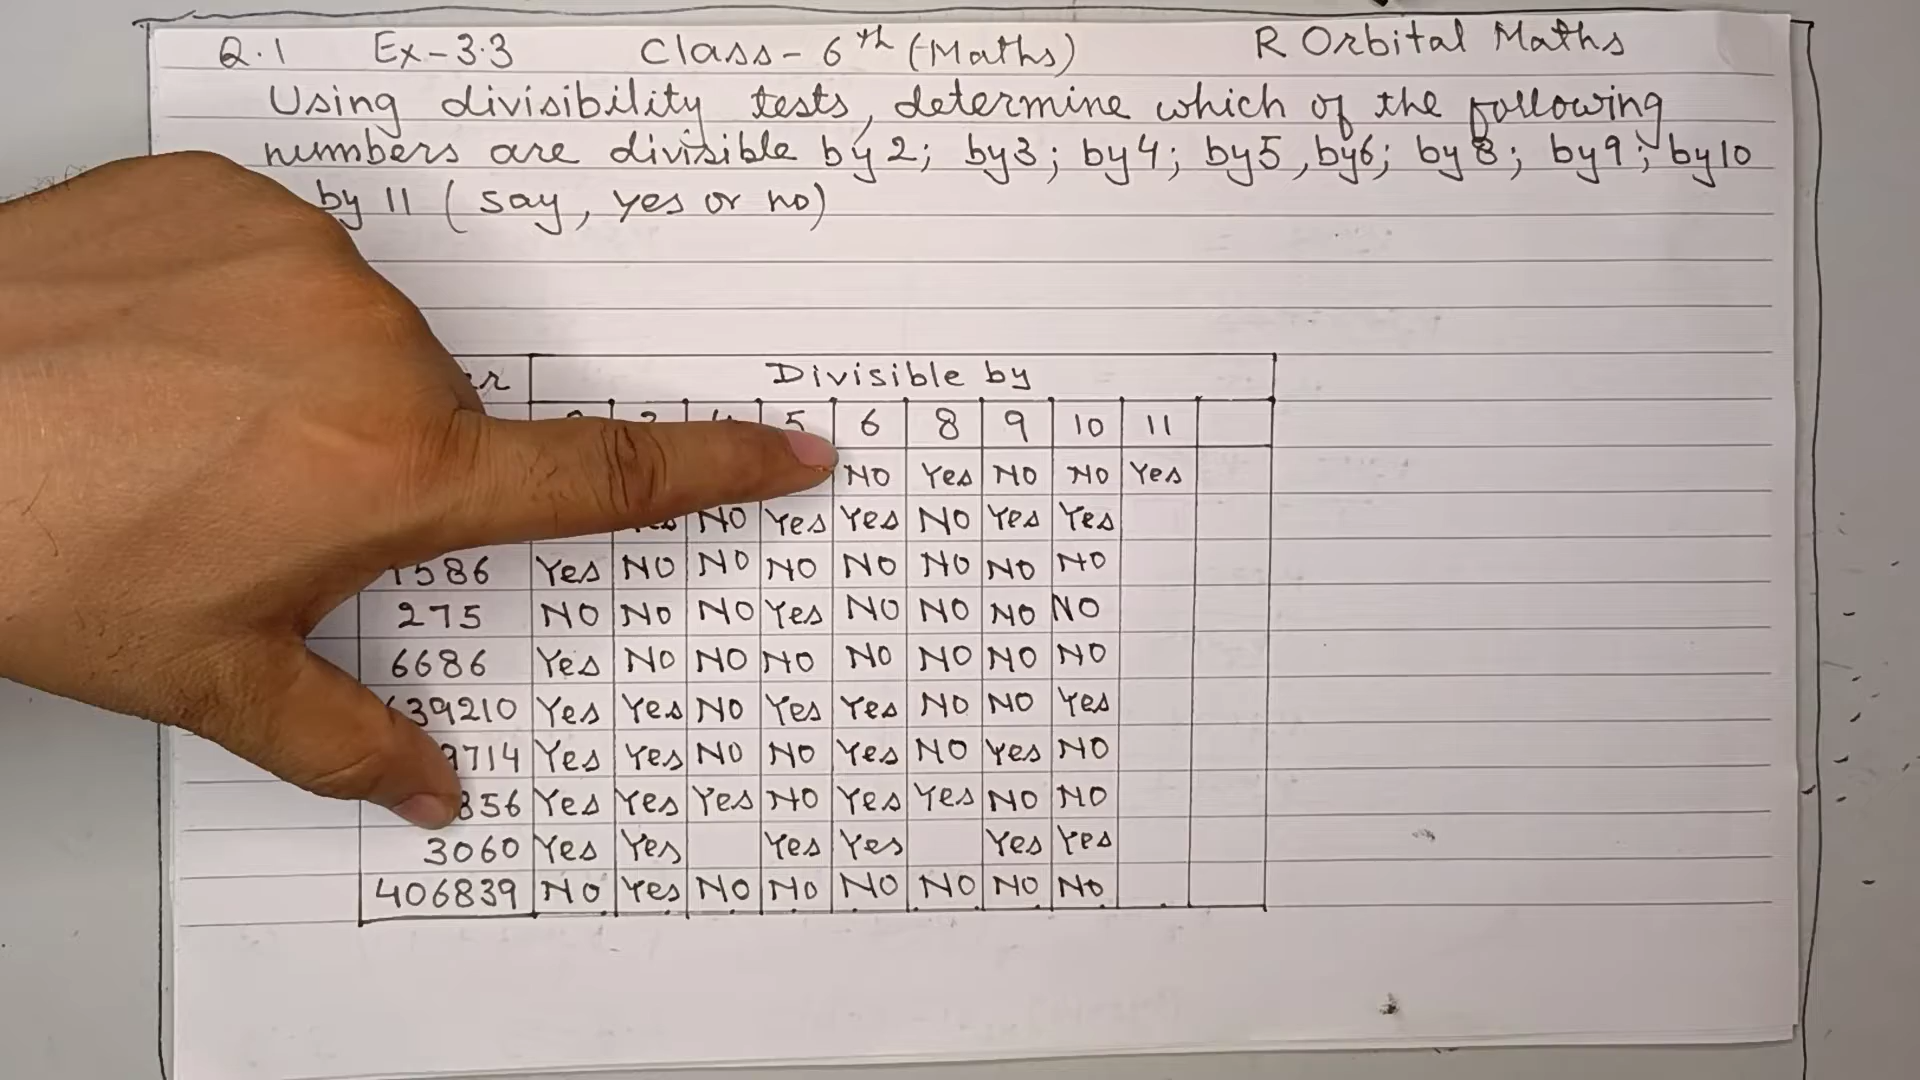 Q.1 Ex-3.3 Class-6th (Maths) R Orbital Maths
Using divisibility tests, determine which of the following
numbers are divisible by 2; by 3; by 4; by 5, by 6; by 8; by 9; by 10
by 11 (say, yes or no)
Divisible by
5 6 8 9 10 11
NO Yes NO NO Yes
NO Yes Yes NO Yes Yes
1586 Yes NO NO NO NO NO NO NO
275 NO NO NO Yes NO NO NO NO
6686 Yes NO NO NO NO NO NO NO
639210 Yes Yes NO Yes Yes NO NO Yes
9714 Yes Yes NO NO Yes NO Yes NO
856 Yes Yes Yes NO Yes Yes NO NO
3060 Yes Yes Yes Yes Yes Yes
406839 NO Yes NO NO NO NO NO NO